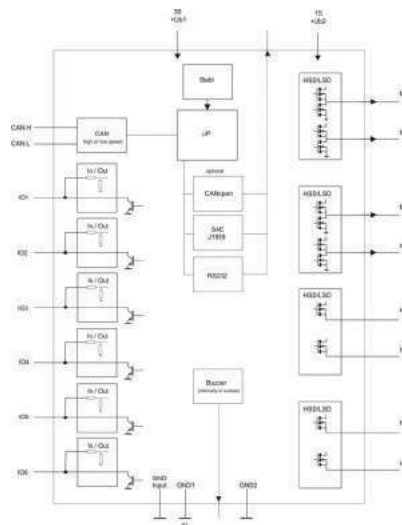 30
+Ub1
15
+Ub2
Stabi
HSD/LSD
CAN H
CAN L
CAN
high or low speed
µP
In / Out
IO1
optional
CANopen
HSD/LSD
In / Out
IO2
SAE
J1939
In / Out
IO3
RS232
HSD/LSD
In / Out
IO4
Buzzer
In / Out
IO5
HSD/LSD
In / Out
IO6
GND
Input
GND1
GND2
31